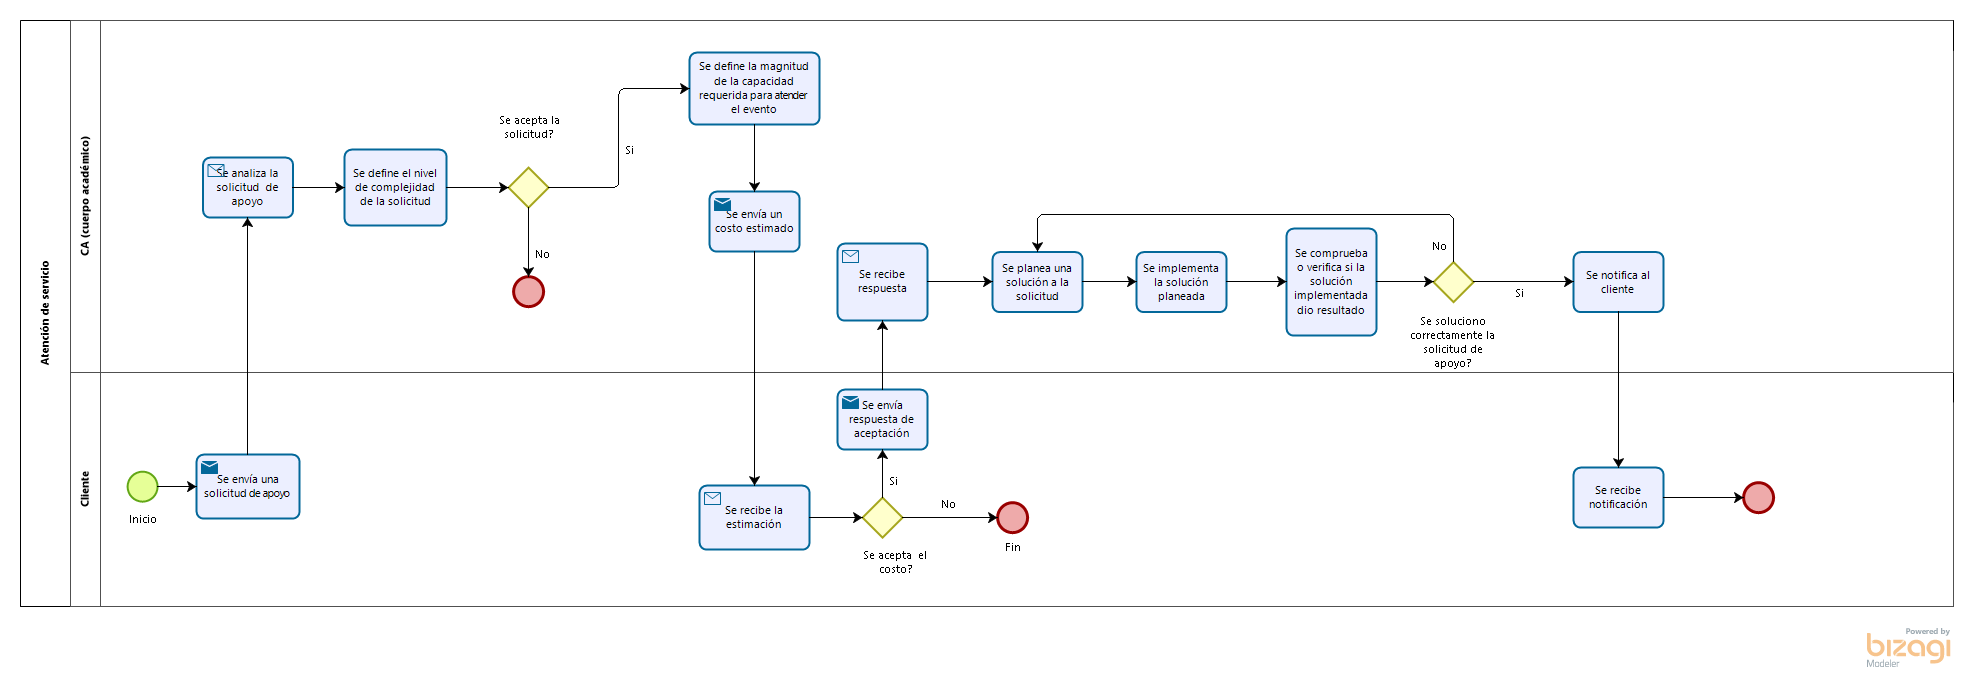 Atención de servicio
CA (cuerpo académico)
Cliente
Inicio
Se envía una
solicitud de apoyo
Se analiza la
solicitud de
apoyo
Se define el nivel
de complejidad
de la solicitud
Se acepta la
solicitud?
No
Si
Se define la magnitud
de la capacidad
requerida para atender
el evento
Se envía un
costo estimado
Se recibe la
estimación
Se acepta el
costo?
No
Fin
Si
Se envía
respuesta de
aceptación
Se recibe
respuesta
Se planea una
solución a la
solicitud
Se implementa
la solución
planeada
Se comprueba
o verifica si la
solución
implementada
dio resultado
No
Se soluciono
correctamente la
solicitud de
apoyo?
Si
Se notifica al
cliente
Se recibe
notificación
Powered by
bizagi
Modeler